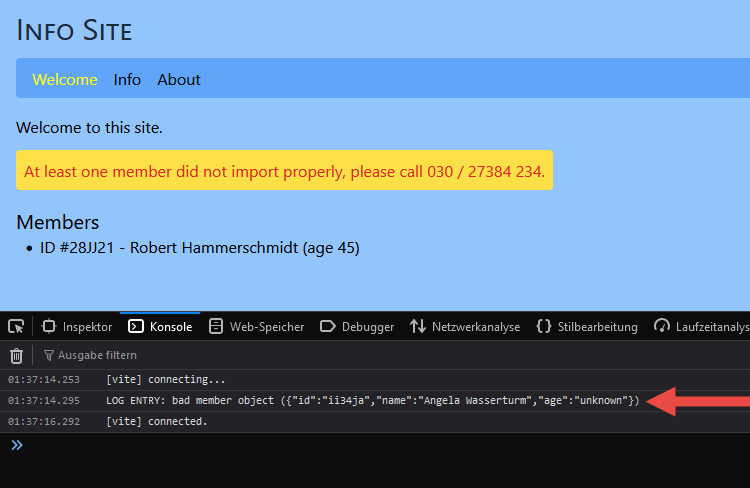 Info Site
Welcome Info About
Welcome to this site.
At least one member did not import properly, please call 030 / 27384 234.
Members
• ID #28JJ21 - Robert Hammerschmidt (age 45)
Inspektor Konsole Web-Speicher Debugger Netzwerkanalyse Stilbearbeitung Laufzeitanalys
Ausgabe filtern
01:37:14.253 [vite] connecting...
01:37:14.295 LOG ENTRY: bad member object ({"id":"ii34ja","name":"Angela Wasserturm","age":"unknown"})
01:37:16.292 [vite] connected.